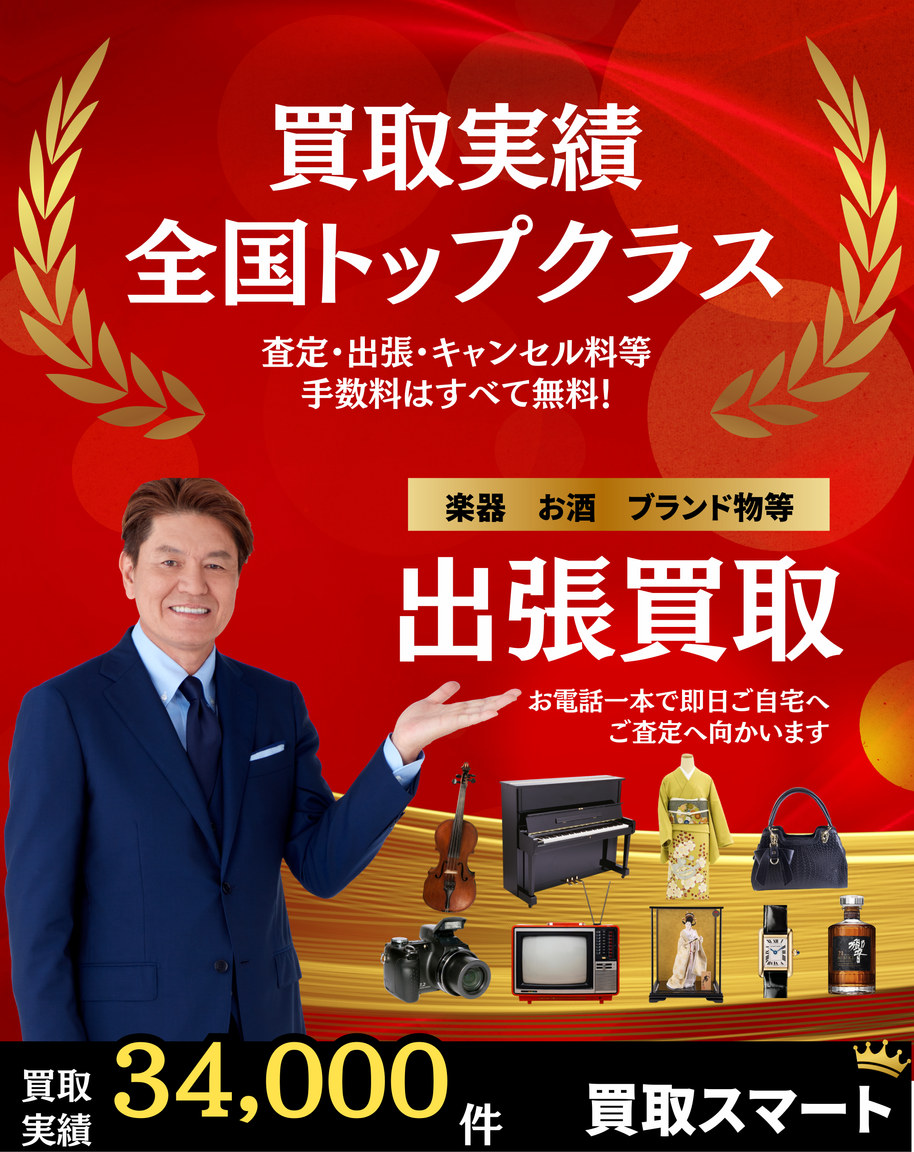 買取実績
全国トップクラス
査定・出張・キャンセル料等
手数料はすべて無料!
楽器　お酒　ブランド物等
出張買取
お電話一本で即日ご自宅へ
ご査定へ向かいます
響
買取
実績
34,000件
買取スマート